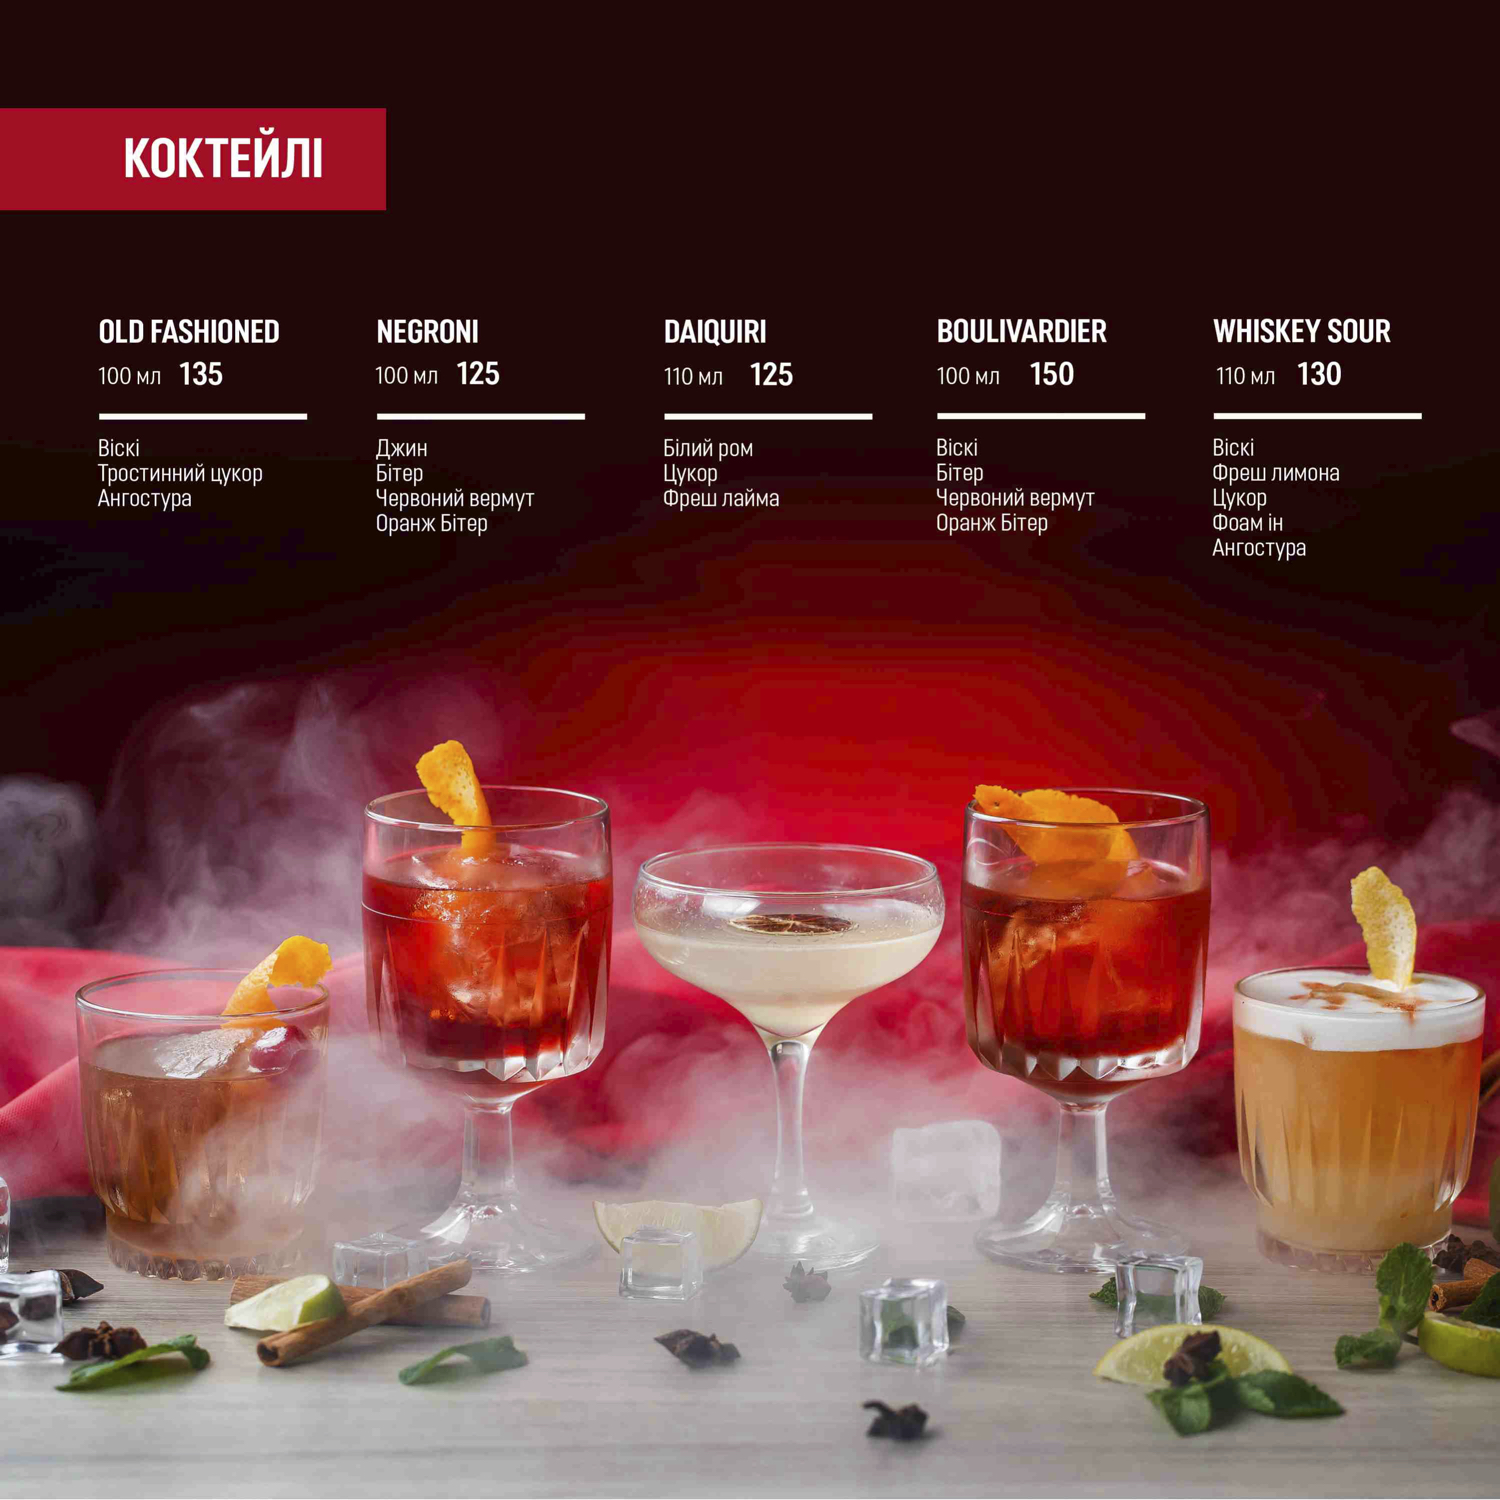 КОКТЕЙЛІ
OLD FASHIONED
100 мл 135
Віскі
Тростинний цукор
Ангостура
NEGRONI
100 мл 125
Джин
Бітер
Червоний вермут
Оранж Бітер
DAIQUIRI
110 мл 125
Білий ром
Цукор
Фреш лайма
BOULIVARDIER
100 мл 150
Віскі
Бітер
Червоний вермут
Оранж Бітер
WHISKEY SOUR
110 мл 130
Віскі
Фреш лимона
Цукор
Фоам ін
Ангостура